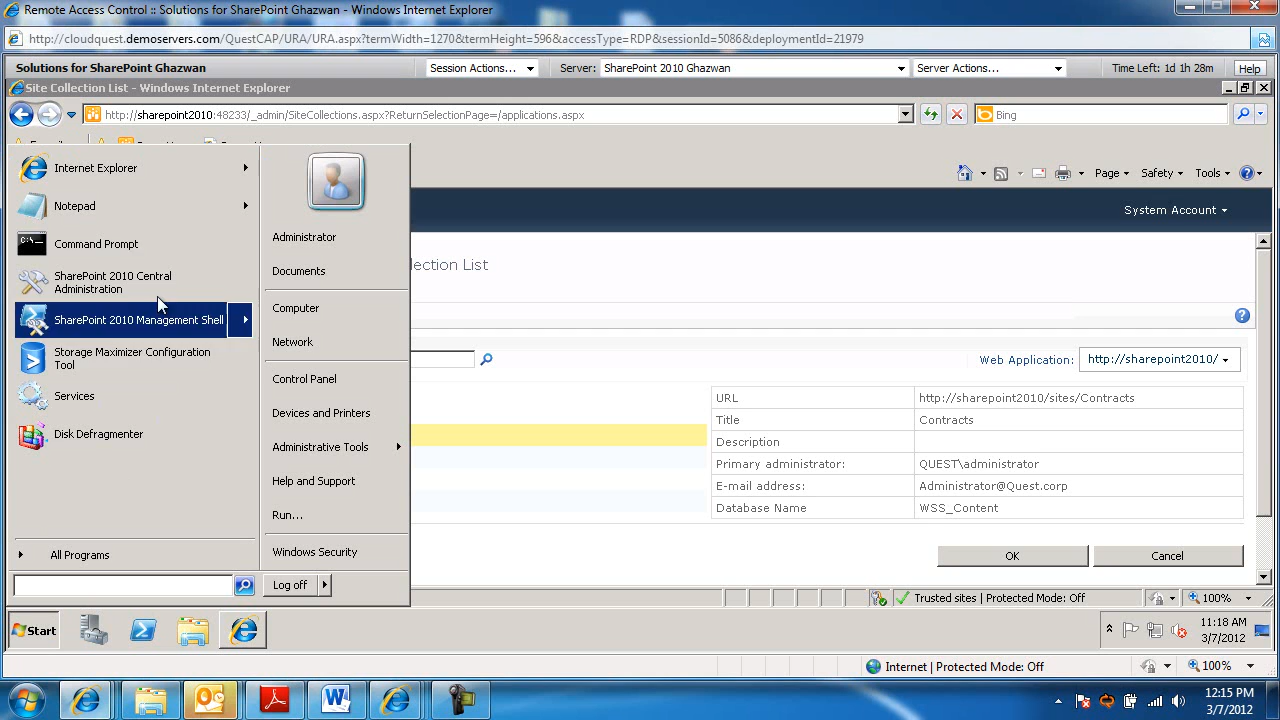 Remote Access Control :: Solutions for SharePoint Ghazwan - Windows Internet Explorer
http://cloudquest.demoservers.com/QuestCAP/URA/URA.aspx?termWidth=1270&termHeight=596&accessType=RDP&sessionId=5086&deploymentId=21979
Solutions for SharePoint Ghazwan
Session Actions...
Server:
SharePoint 2010 Ghazwan
Server Actions...
Time Left: 1d 1h 28m
Help
Site Collection List - Windows Internet Explorer
http://sharepoint2010:48233/_admin/SiteCollections.aspx?ReturnSelectionPage=/applications.aspx
Bing
Internet Explorer
Notepad
Command Prompt
SharePoint 2010 Central
Administration
SharePoint 2010 Management Shell
Storage Maximizer Configuration
Tool
Services
Disk Defragmenter
All Programs
Administrator
Documents
Computer
Network
Control Panel
Devices and Printers
Administrative Tools
Help and Support
Run...
Windows Security
Log off
Page
Safety
Tools
System Account
lection List
Web Application:
http://sharepoint2010/
URL
http://sharepoint2010/sites/Contracts
Title
Contracts
Description
Primary administrator:
QUEST\administrator
E-mail address:
Administrator@Quest.corp
Database Name
WSS_Content
OK
Cancel
Trusted sites | Protected Mode: Off
100%
Start
11:18 AM
3/7/2012
Internet | Protected Mode: Off
100%
12:15 PM
3/7/2012